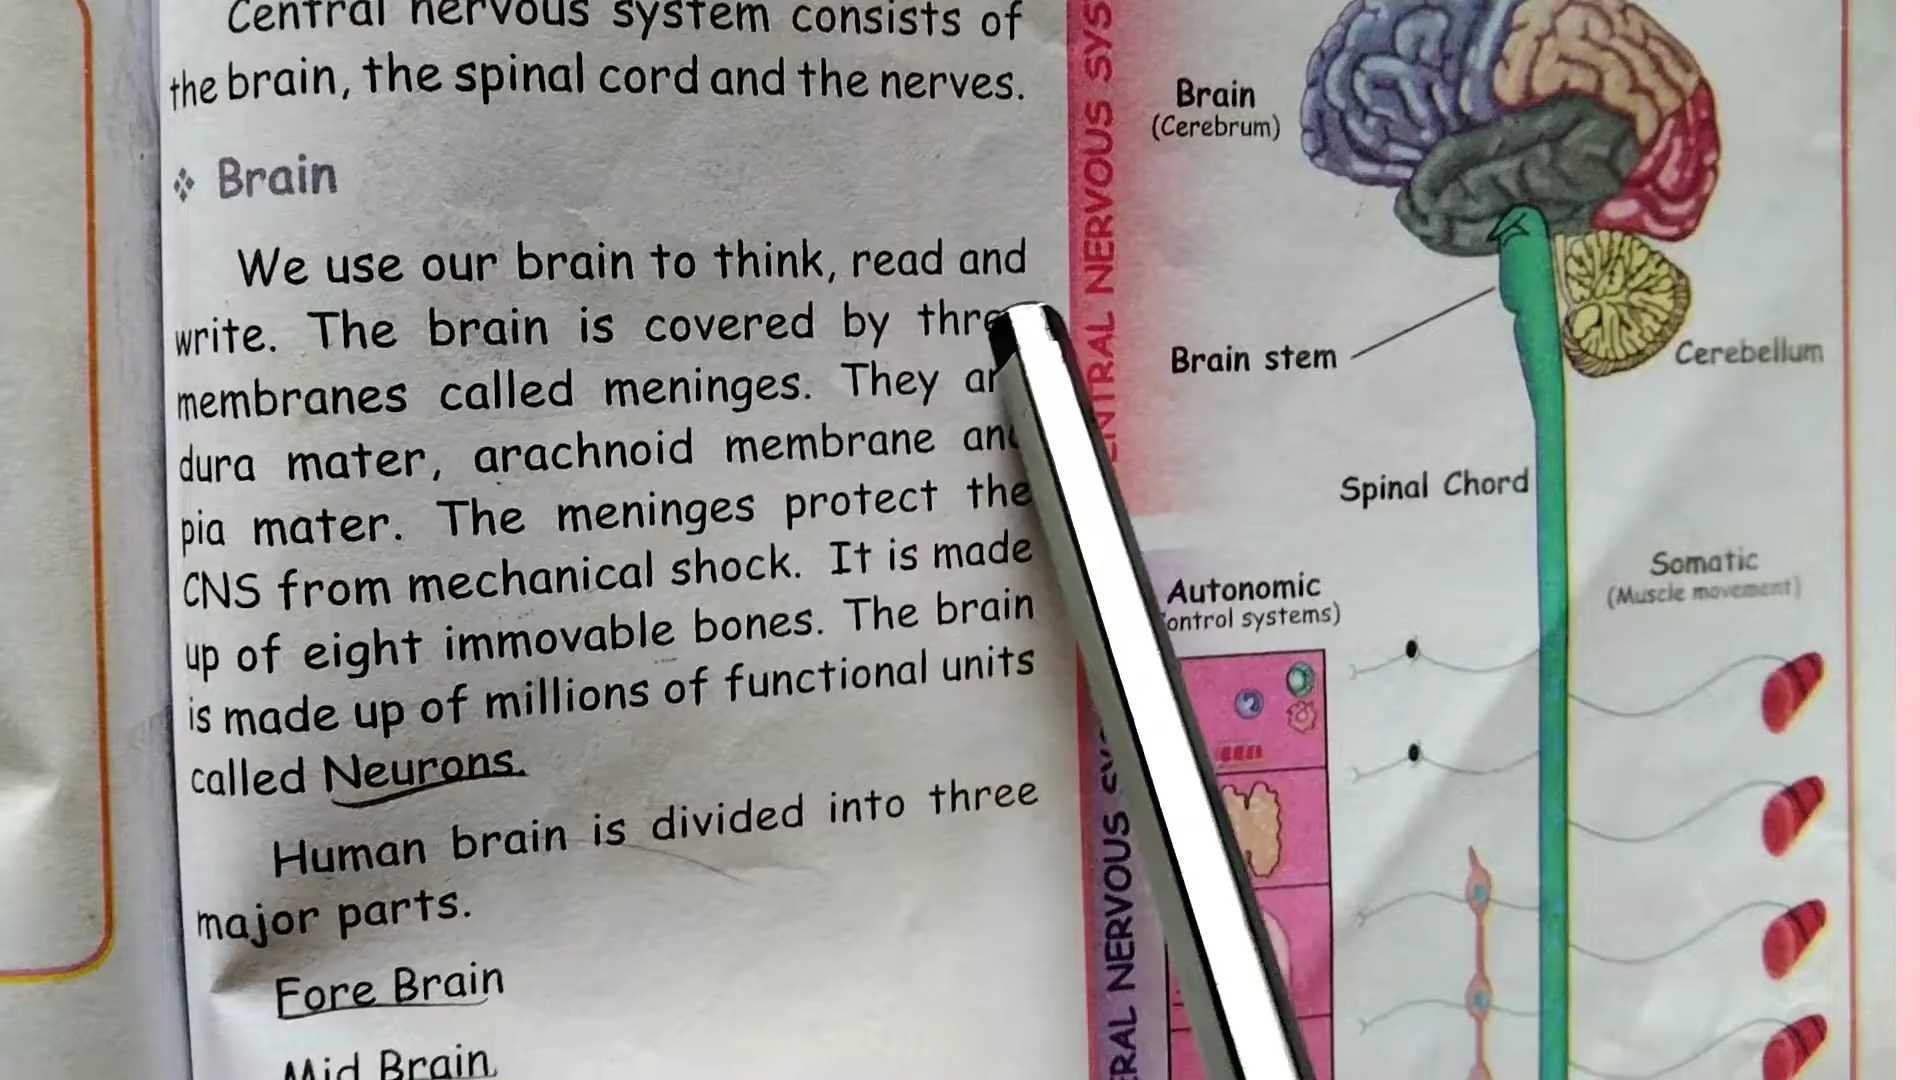 Central nervous system consists of
the brain, the spinal cord and the nerves.
❖ Brain
We use our brain to think, read and
write. The brain is covered by
membranes called meninges. They
dura mater, arachnoid membrane
pia mater. The meninges protect the
CNS from mechanical shock. It is made
up of eight immovable bones. The brain
is made up of millions of functional units
called Neurons.
Human brain is divided into three
major parts.
Fore Brain
Mid Brain
CENTRAL NERVOUS
NERVOUS
Brain
(Cerebrum)
Brain stem
Cerebellum
Spinal Chord
Somatic
(Muscle movement)
Autonomic
systems)